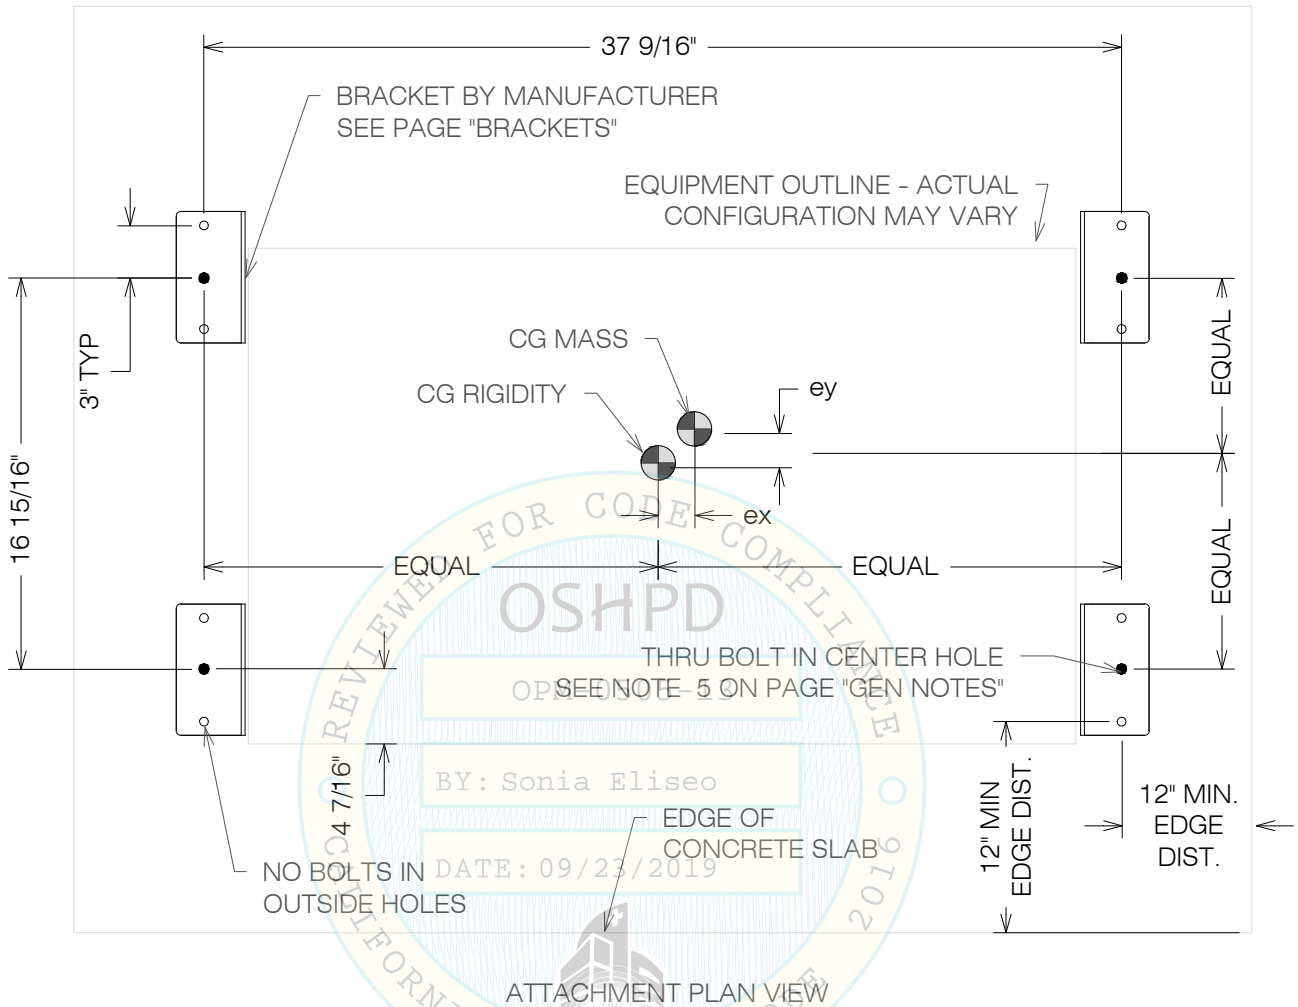 37 9/16"
BRACKET BY MANUFACTURER
SEE PAGE "BRACKETS"
EQUIPMENT OUTLINE - ACTUAL
CONFIGURATION MAY VARY
3" TYP
CG MASS
CG RIGIDITY
ey
ex
EQUAL
EQUAL
16 15/16"
EQUAL
EQUAL
REVIEWED FOR CODE COMPLIANCE
OSHPD
THRU BOLT IN CENTER HOLE
SEE NOTE 5 ON PAGE "GEN NOTES"
BY: Sonia Eliseo
4 7/16"
EDGE OF
CONCRETE SLAB
DATE: 09/23/2019
NO BOLTS IN
OUTSIDE HOLES
12" MIN
EDGE DIST.
12" MIN.
EDGE
DIST.
2016
ATTACHMENT PLAN VIEW